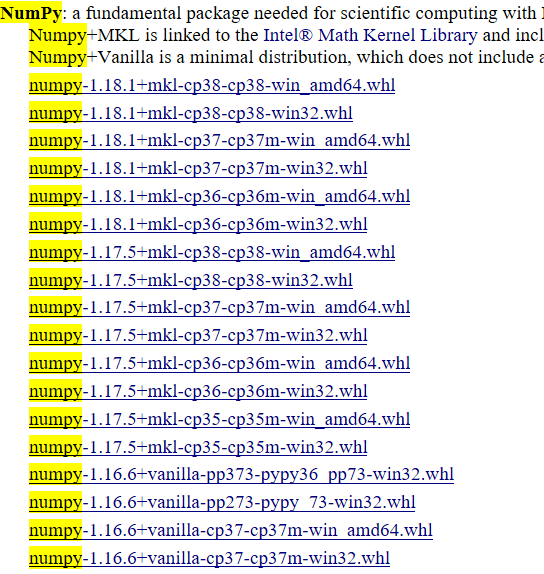 NumPy: a fundamental package needed for scientific computing with
Numpy+MKL is linked to the Intel® Math Kernel Library and incl
Numpy+Vanilla is a minimal distribution, which does not include a
numpy-1.18.1+mkl-cp38-cp38-win_amd64.whl
numpy-1.18.1+mkl-cp38-cp38-win32.whl
numpy-1.18.1+mkl-cp37-cp37m-win_amd64.whl
numpy-1.18.1+mkl-cp37-cp37m-win32.whl
numpy-1.18.1+mkl-cp36-cp36m-win_amd64.whl
numpy-1.18.1+mkl-cp36-cp36m-win32.whl
numpy-1.17.5+mkl-cp38-cp38-win_amd64.whl
numpy-1.17.5+mkl-cp38-cp38-win32.whl
numpy-1.17.5+mkl-cp37-cp37m-win_amd64.whl
numpy-1.17.5+mkl-cp37-cp37m-win32.whl
numpy-1.17.5+mkl-cp36-cp36m-win_amd64.whl
numpy-1.17.5+mkl-cp36-cp36m-win32.whl
numpy-1.17.5+mkl-cp35-cp35m-win_amd64.whl
numpy-1.17.5+mkl-cp35-cp35m-win32.whl
numpy-1.16.6+vanilla-pp373-pypy36_pp73-win32.whl
numpy-1.16.6+vanilla-pp273-pypy_73-win32.whl
numpy-1.16.6+vanilla-cp37-cp37m-win_amd64.whl
numpy-1.16.6+vanilla-cp37-cp37m-win32.whl